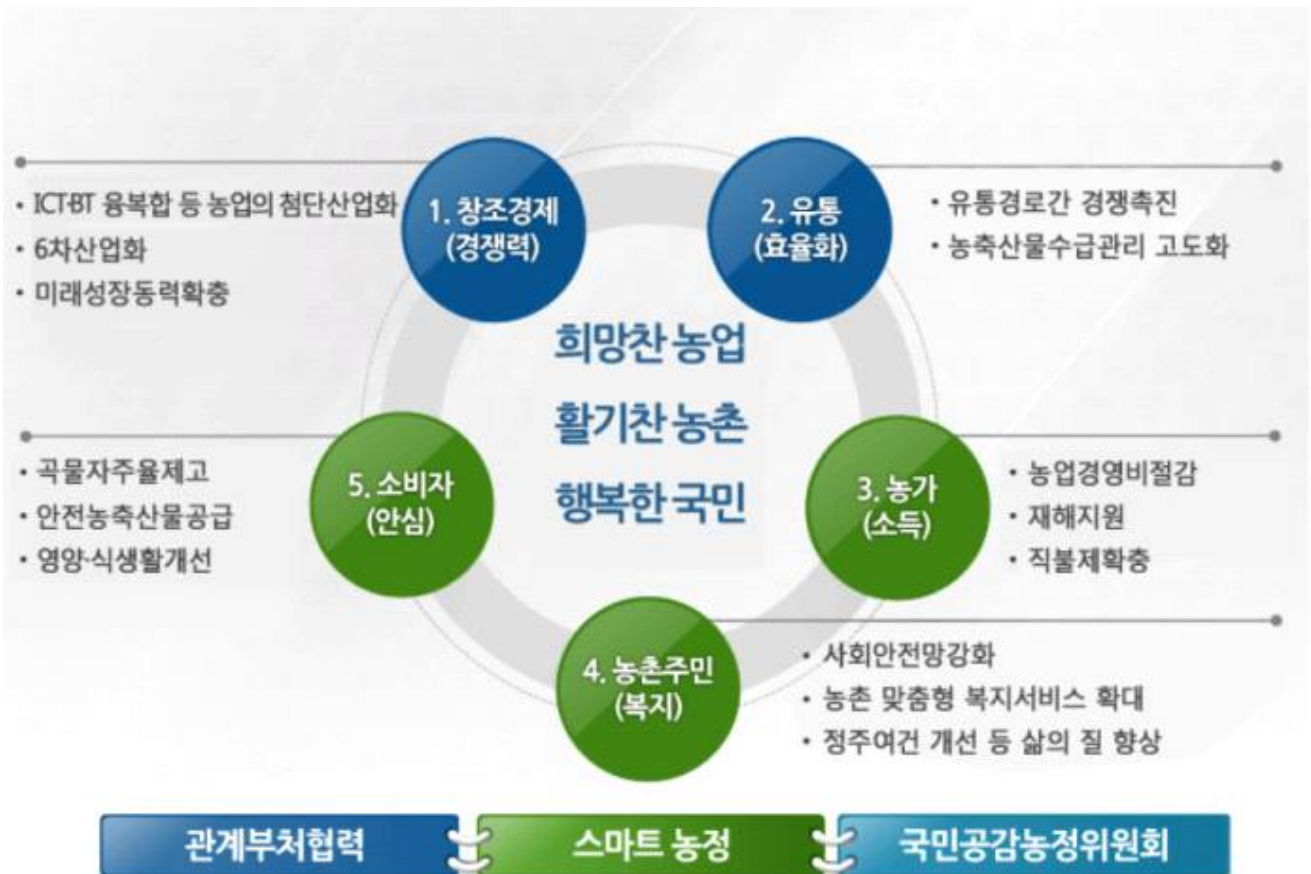 1. 창조경제
(경쟁력)
• ICT·BT 융복합 등 농업의 첨단산업화
• 6차산업화
• 미래성장동력확충
2. 유통
(효율화)
• 유통경로간 경쟁촉진
• 농축산물수급관리 고도화
희망찬 농업
활기찬 농촌
행복한 국민
3. 농가
(소득)
• 농업경영비절감
• 재해지원
• 직불제확충
4. 농촌주민
(복지)
• 사회안전망강화
• 농촌 맞춤형 복지서비스 확대
• 정주여건 개선 등 삶의 질 향상
5. 소비자
(안심)
• 곡물자주율제고
• 안전농축산물공급
• 영양·식생활개선
관계부처협력
스마트 농정
국민공감농정위원회